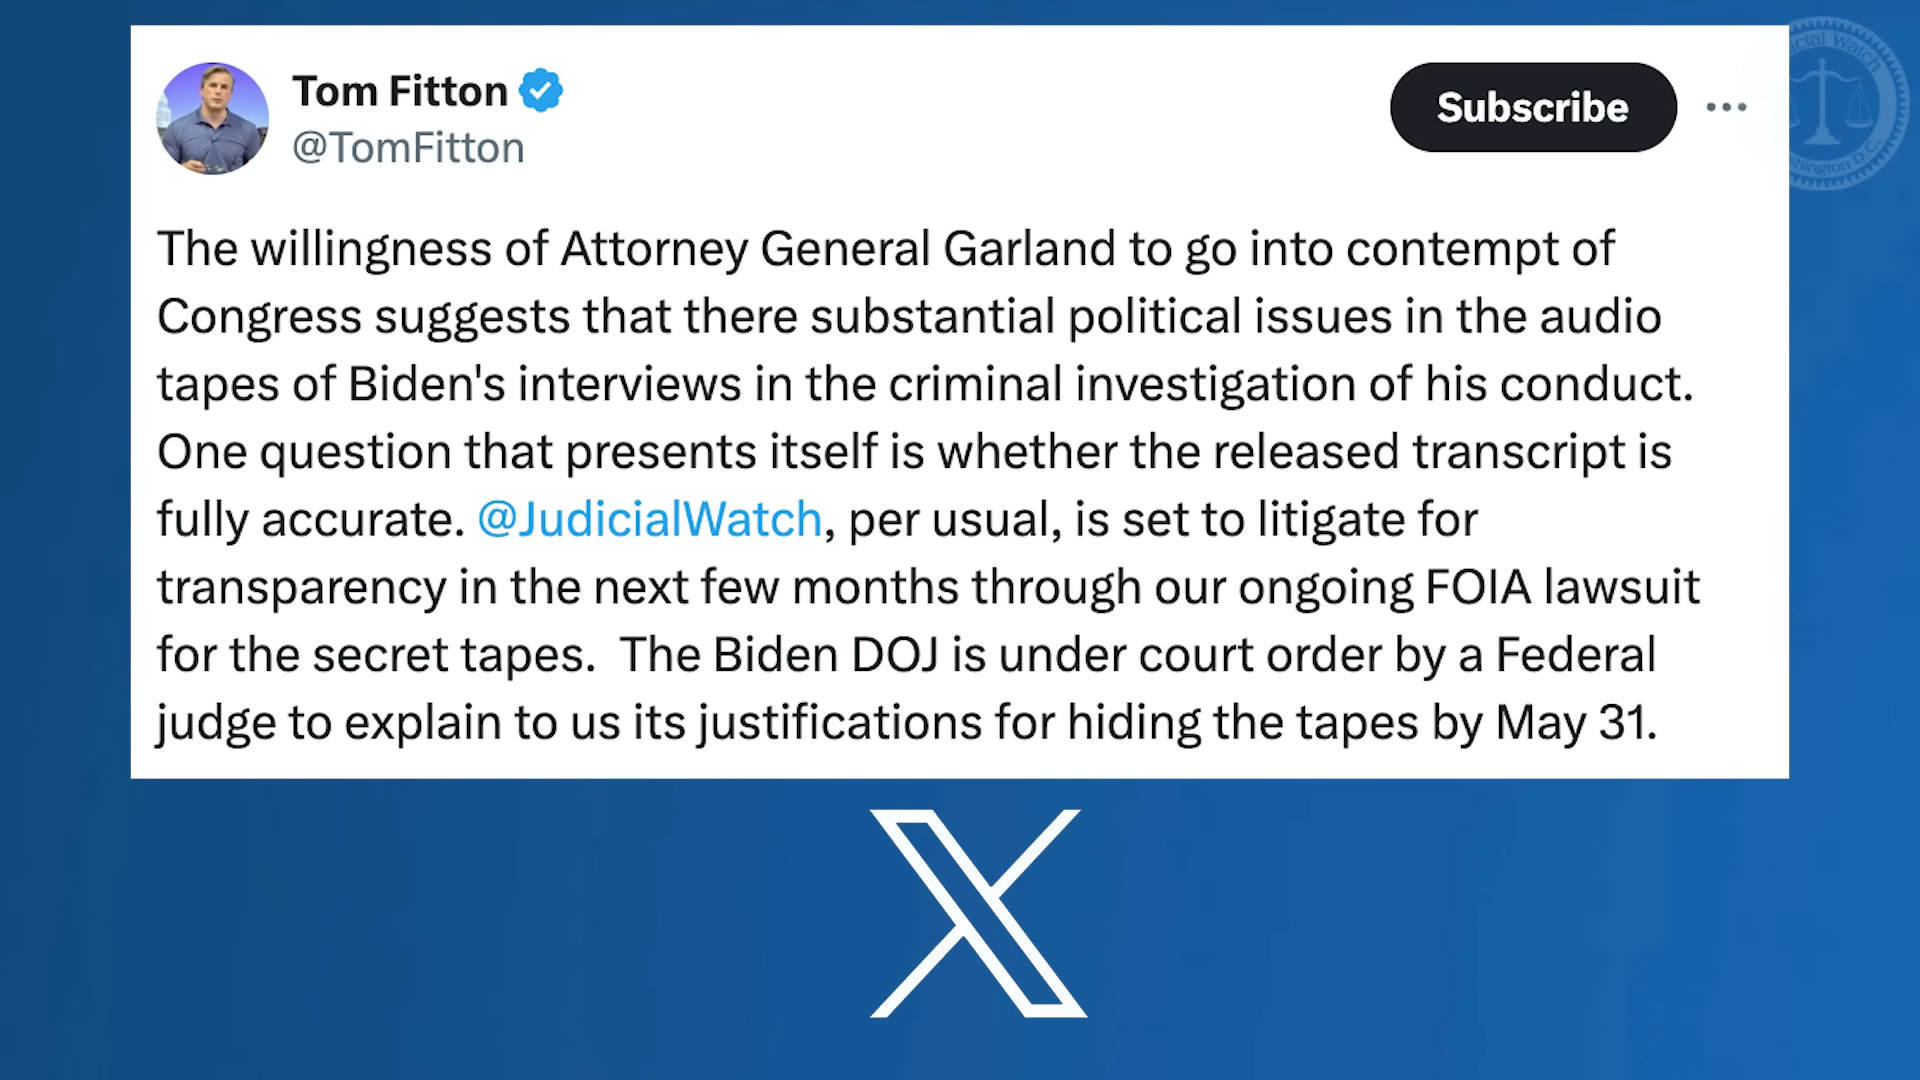 Tom Fitton
@TomFitton
Subscribe
The willingness of Attorney General Garland to go into contempt of
Congress suggests that there substantial political issues in the audio
tapes of Biden's interviews in the criminal investigation of his conduct.
One question that presents itself is whether the released transcript is
fully accurate. @JudicialWatch, per usual, is set to litigate for
transparency in the next few months through our ongoing FOIA lawsuit
for the secret tapes.  The Biden DOJ is under court order by a Federal
judge to explain to us its justifications for hiding the tapes by May 31.